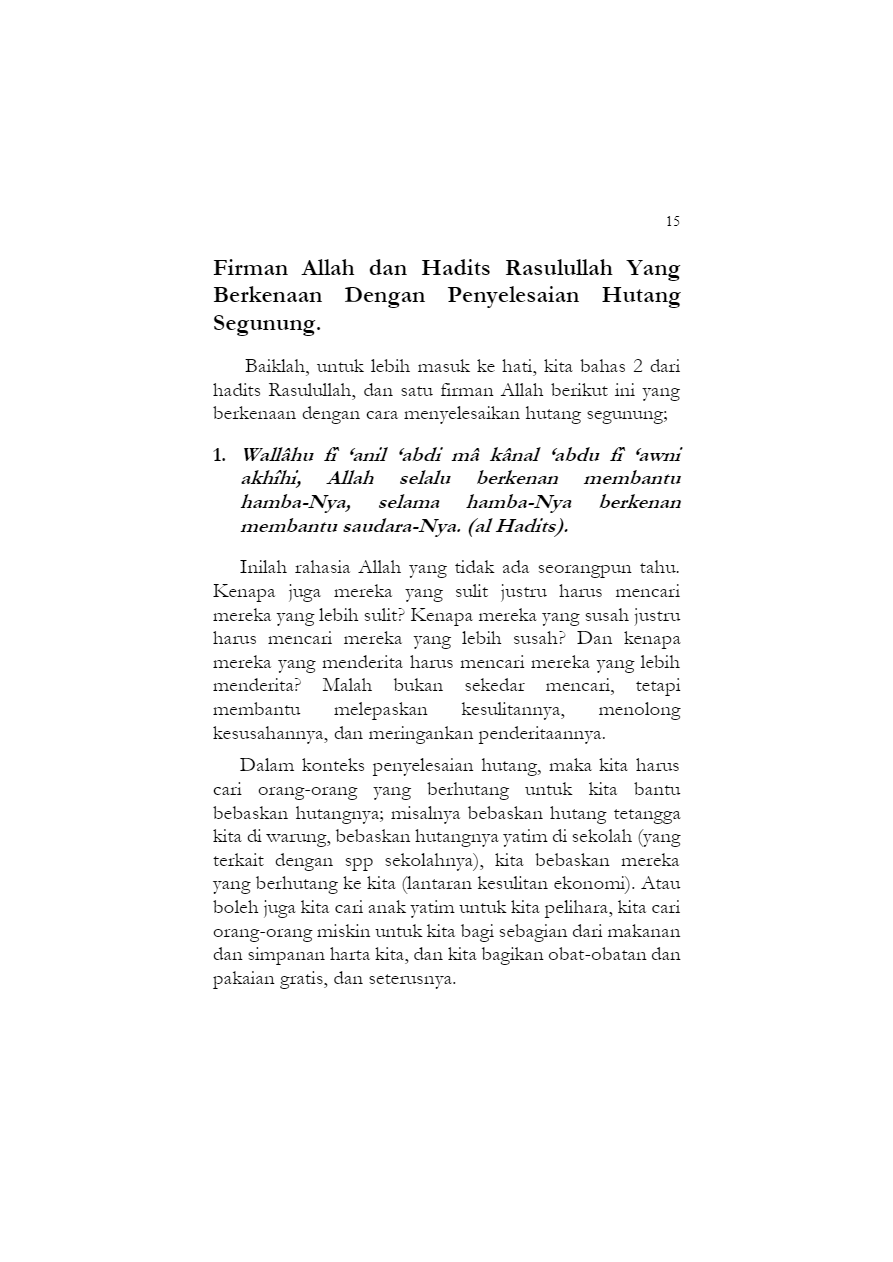 15
Firman Allah dan Hadits Rasulullah Yang
Berkenaan Dengan Penyelesaian Hutang
Segunung.
Baiklah, untuk lebih masuk ke hati, kita bahas 2 dari
hadits Rasulullah, dan satu firman Allah berikut ini yang
berkenaan dengan cara menyelesaikan hutang segunung;
1. Wallâhu fî ‘anil ‘abdi mâ kânal ‘abdu fî ‘awni
akhîhi, Allah selalu berkenan membantu
hamba-Nya, selama hamba-Nya berkenan
membantu saudara-Nya. (al Hadits).
Inilah rahasia Allah yang tidak ada seorangpun tahu.
Kenapa juga mereka yang sulit justru harus mencari
mereka yang lebih sulit? Kenapa mereka yang susah justru
harus mencari mereka yang lebih susah? Dan kenapa
mereka yang menderita harus mencari mereka yang lebih
menderita? Malah bukan sekedar mencari, tetapi
membantu melepaskan kesulitannya, menolong
kesusahannya, dan meringankan penderitaannya.
Dalam konteks penyelesaian hutang, maka kita harus
cari orang-orang yang berhutang untuk kita bantu
bebaskan hutangnya; misalnya bebaskan hutang tetangga
kita di warung, bebaskan hutangnya yatim di sekolah (yang
terkait dengan spp sekolahnya), kita bebaskan mereka
yang berhutang ke kita (lantaran kesulitan ekonomi). Atau
boleh juga kita cari anak yatim untuk kita pelihara, kita cari
orang-orang miskin untuk kita bagi sebagian dari makanan
dan simpanan harta kita, dan kita bagikan obat-obatan dan
pakaian gratis, dan seterusnya.